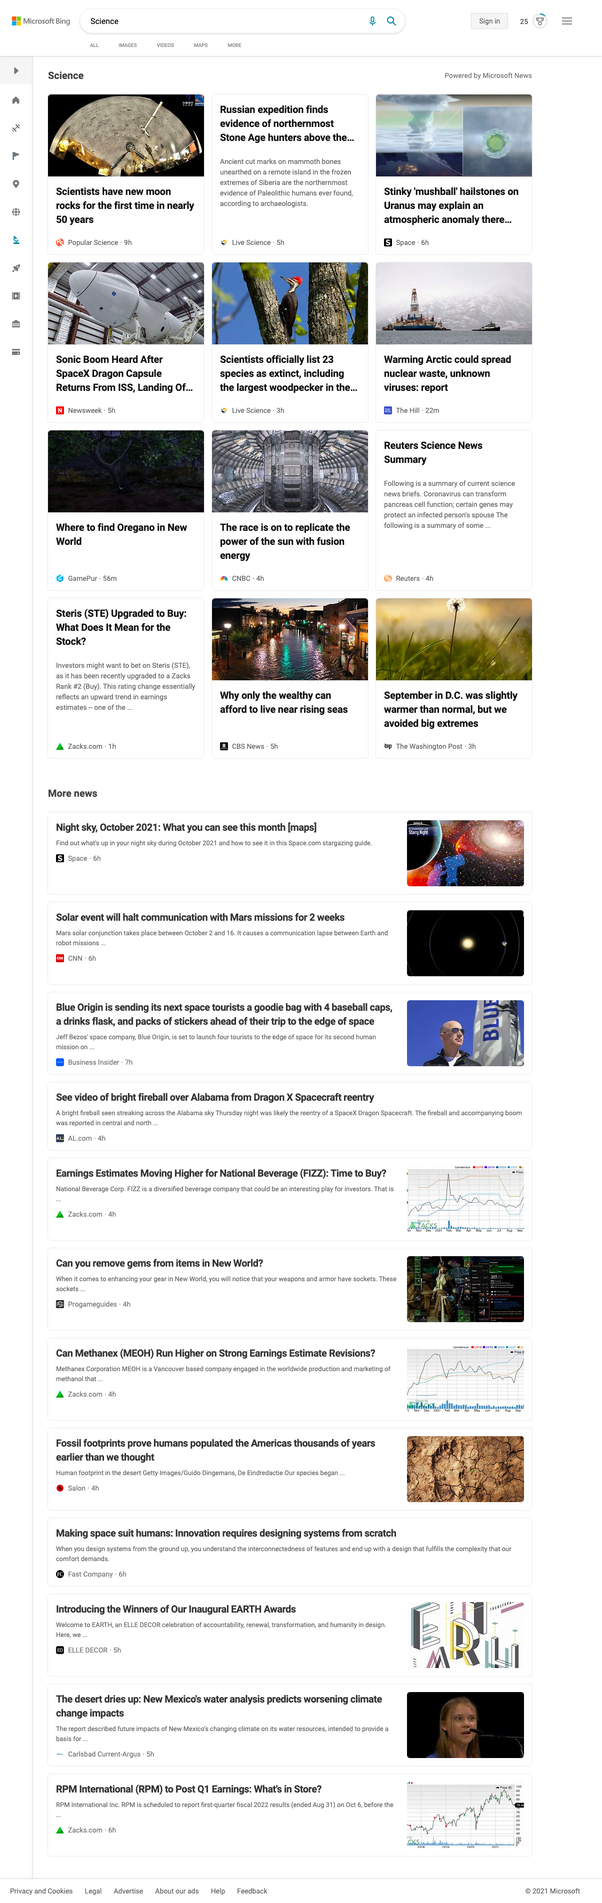 Microsoft Bing
Science
Sign in
25
ALL
IMAGES
VIDEOS
MAPS
MORE
Science
Powered by Microsoft News
Scientists have new moon
rocks for the first time in nearly
50 years
Popular Science · 9h
Russian expedition finds
evidence of northernmost
Stone Age hunters above the...
Ancient cut marks on mammoth bones
unearthed on a remote island in the frozen
extremes of Siberia are the northernmost
evidence of Paleolithic humans ever found,
according to archaeologists.
Live Science · 5h
Stinky 'mushball' hailstones on
Uranus may explain an
atmospheric anomaly there...
Space · 6h
Sonic Boom Heard After
SpaceX Dragon Capsule
Returns From ISS, Landing Of...
Newsweek · 5h
Scientists officially list 23
species as extinct, including
the largest woodpecker in the...
Live Science · 3h
Warming Arctic could spread
nuclear waste, unknown
viruses: report
The Hill · 22m
Where to find Oregano in New
World
GamePur · 56m
The race is on to replicate the
power of the sun with fusion
energy
CNBC · 4h
Reuters Science News
Summary
Following is a summary of current science
news briefs. Coronavirus can transform
pancreas cell function; certain genes may
protect an infected person's spouse The
following is a summary of some ...
Reuters · 4h
Steris (STE) Upgraded to Buy:
What Does It Mean for the
Stock?
Investors might want to bet on Steris (STE),
as it has been recently upgraded to a Zacks
Rank #2 (Buy). This rating change essentially
reflects an upward trend in earnings
estimates -- one of the ...
Zacks.com · 1h
Why only the wealthy can
afford to live near rising seas
CBS News · 5h
September in D.C. was slightly
warmer than normal, but we
avoided big extremes
The Washington Post · 3h
More news
Night sky, October 2021: What you can see this month [maps]
Find out what's up in your night sky during October 2021 and how to see it in this Space.com stargazing guide.
Space · 6h
Starry Night
Solar event will halt communication with Mars missions for 2 weeks
Mars solar conjunction takes place between October 2 and 16. It causes a communication lapse between Earth and
robot missions ...
CNN · 6h
Blue Origin is sending its next space tourists a goodie bag with 4 baseball caps,
a drinks flask, and packs of stickers ahead of their trip to the edge of space
Jeff Bezos' space company, Blue Origin, is set to launch four tourists to the edge of space for its second human
mission on ...
Business Insider · 7h
BLUE
See video of bright fireball over Alabama from Dragon X Spacecraft reentry
A bright fireball seen streaking across the Alabama sky Thursday night was likely the reentry of a SpaceX Dragon Spacecraft. The fireball and accompanying boom
was reported in central and north ...
AL.com · 4h
Earnings Estimates Moving Higher for National Beverage (FIZZ): Time to Buy?
National Beverage Corp. FIZZ is a diversified beverage company that could be an interesting play for investors. That is
...
Zacks.com · 4h
ZACKS
Can you remove gems from items in New World?
When it comes to enhancing your gear in New World, you will notice that your weapons and armor have sockets. These
sockets ...
Progameguides · 4h
Can Methanex (MEOH) Run Higher on Strong Earnings Estimate Revisions?
Methanex Corporation MEOH is a Vancouver based company engaged in the worldwide production and marketing of
methanol that ...
Zacks.com · 4h
Fossil footprints prove humans populated the Americas thousands of years
earlier than we thought
Human footprint in the desert Getty Images/Guido Dingemans, De Eindredactie Our species began ...
Salon · 4h
Making space suit humans: Innovation requires designing systems from scratch
When you design systems from the ground up, you understand the interconnectedness of features and end up with a design that fulfills the complexity that our
comfort demands.
Fast Company · 6h
Introducing the Winners of Our Inaugural EARTH Awards
Welcome to EARTH, an ELLE DECOR celebration of accountability, renewal, transformation, and humanity in design.
Here, we ...
ELLE DECOR · 5h
The desert dries up: New Mexico's water analysis predicts worsening climate
change impacts
The report described future impacts of New Mexico's changing climate on its water resources, intended to provide a
basis for ...
Carlsbad Current-Argus · 5h
RPM International (RPM) to Post Q1 Earnings: What's in Store?
RPM International Inc. RPM is scheduled to report first-quarter fiscal 2022 results (ended Aug 31) on Oct 6, before the
...
Zacks.com · 6h
Privacy and Cookies
Legal
Advertise
About our ads
Help
Feedback
© 2021 Microsoft